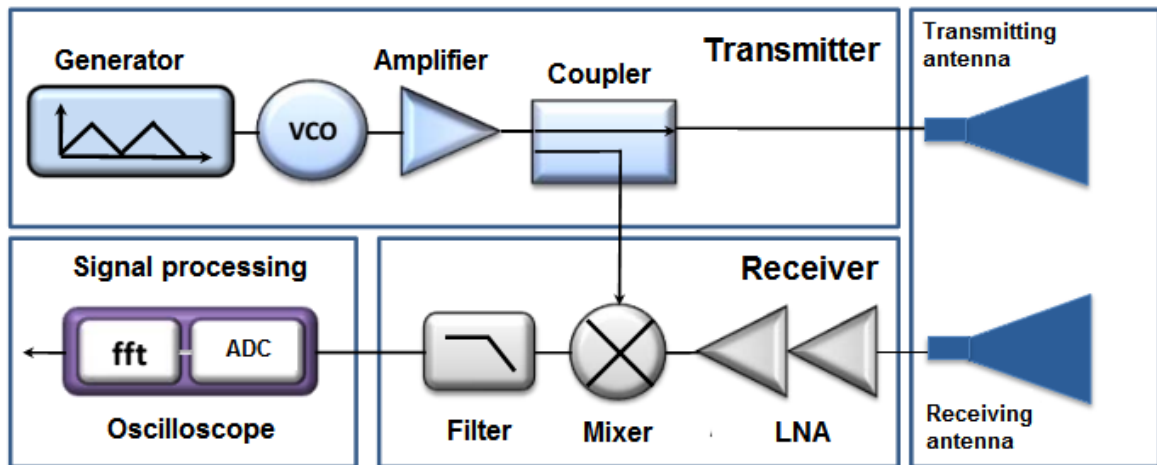 Transmitter
Generator
Amplifier
Coupler
VCO
Transmitting
antenna
Signal processing
Receiver
fft
ADC
Oscilloscope
Filter
Mixer
LNA
Receiving
antenna